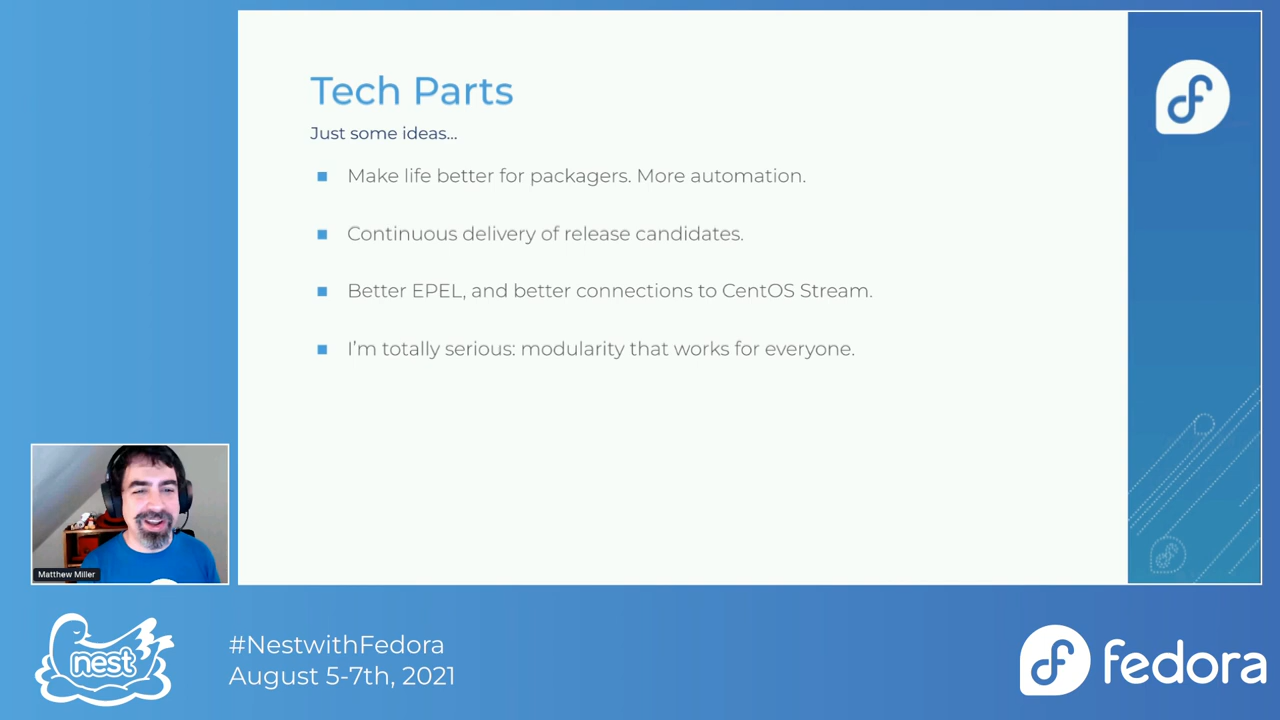 Tech Parts
Just some ideas...
Make life better for packagers. More automation.
Continuous delivery of release candidates.
Better EPEL, and better connections to CentOS Stream.
I'm totally serious: modularity that works for everyone.
Matthew Miller
nest
#NestwithFedora
August 5-7th, 2021
fedora